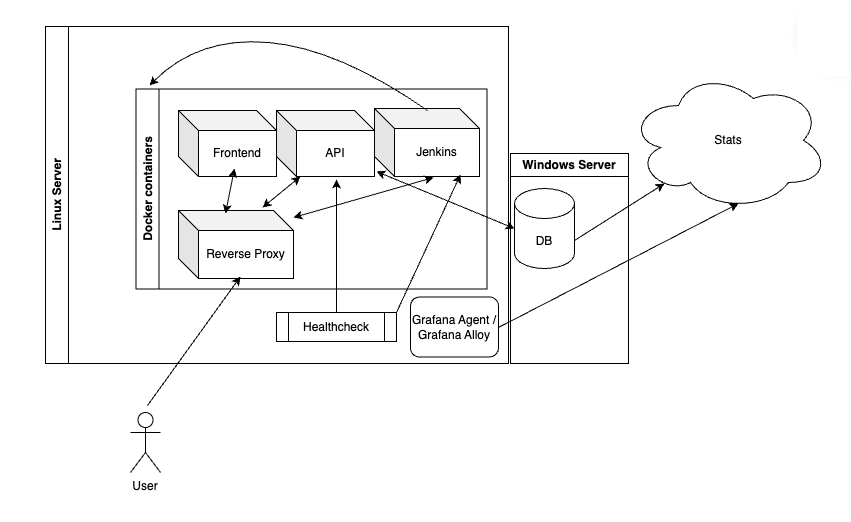 Linux Server
Docker containers
Frontend
API
Jenkins
Reverse Proxy
Healthcheck
Grafana Agent /
Grafana Alloy
Windows Server
DB
Stats
User